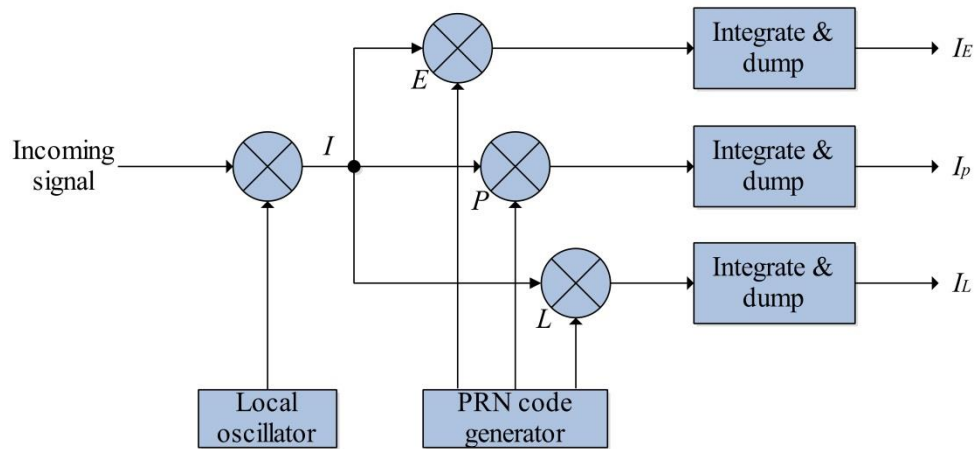 Integrate &
dump
I_E
E
Incoming
signal
I
Integrate &
dump
I_p
P
Integrate &
dump
I_L
L
Local
oscillator
PRN code
generator